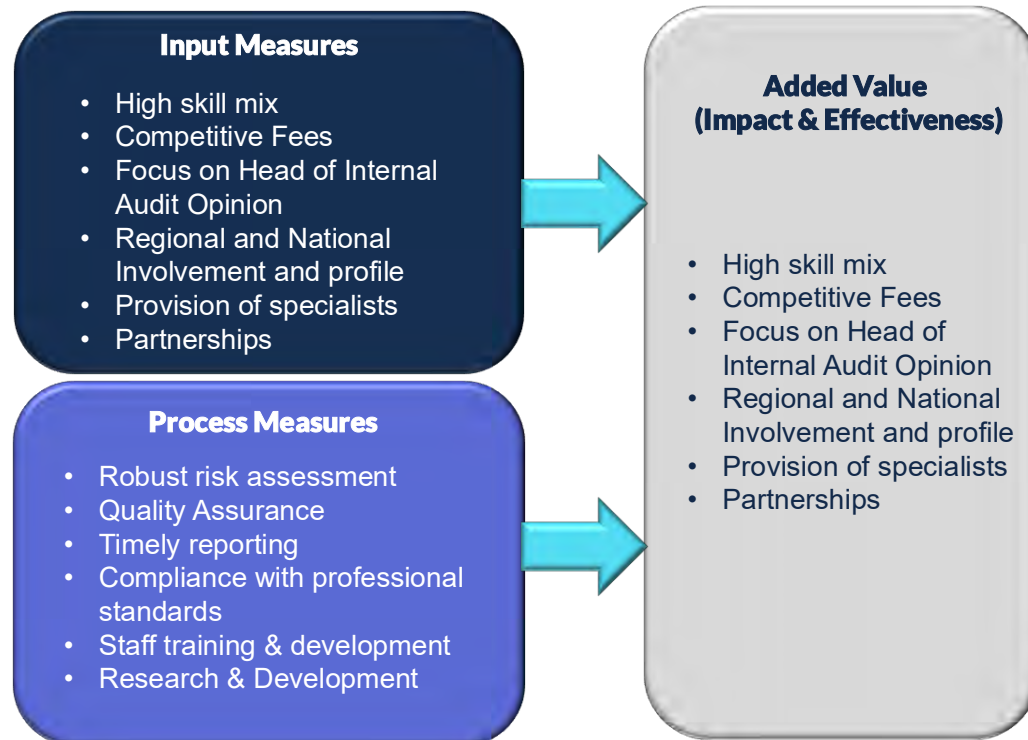 Input Measures
• High skill mix
• Competitive Fees
• Focus on Head of Internal
Audit Opinion
• Regional and National
Involvement and profile
• Provision of specialists
• Partnerships
Process Measures
• Robust risk assessment
• Quality Assurance
• Timely reporting
• Compliance with professional
standards
• Staff training & development
• Research & Development
Added Value
(Impact & Effectiveness)
• High skill mix
• Competitive Fees
• Focus on Head of
Internal Audit Opinion
• Regional and National
Involvement and profile
• Provision of specialists
• Partnerships